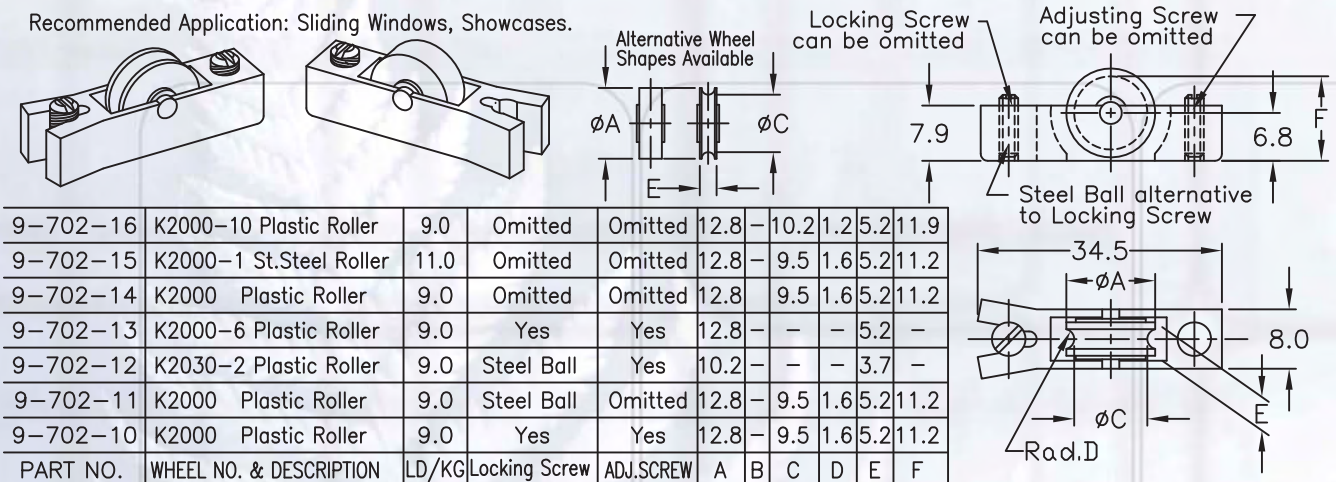 Recommended Application: Sliding Windows, Showcases.
Alternative Wheel
Shapes Available
Locking Screw
can be omitted
Adjusting Screw
can be omitted
øA
øC
E
7.9
6.8
F
Steel Ball alternative
to Locking Screw
34.5
øA
8.0
øC
E
Rad.D
9-702-16 K2000-10 Plastic Roller 9.0 Omitted Omitted 12.8 - 10.2 1.2 5.2 11.9
9-702-15 K2000-1 St.Steel Roller 11.0 Omitted Omitted 12.8 - 9.5 1.6 5.2 11.2
9-702-14 K2000 Plastic Roller 9.0 Omitted Omitted 12.8 9.5 1.6 5.2 11.2
9-702-13 K2000-6 Plastic Roller 9.0 Yes Yes 12.8 - - - 5.2 -
9-702-12 K2030-2 Plastic Roller 9.0 Steel Ball Yes 10.2 - - - 3.7 -
9-702-11 K2000 Plastic Roller 9.0 Steel Ball Omitted 12.8 - 9.5 1.6 5.2 11.2
9-702-10 K2000 Plastic Roller 9.0 Yes Yes 12.8 - 9.5 1.6 5.2 11.2
PART NO. WHEEL NO. & DESCRIPTION LD/KG Locking Screw ADJ.SCREW A B C D E F